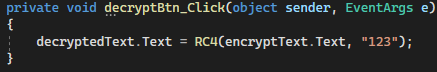 private void decryptBtn_Click(object sender, EventArgs e)
{
decryptedText.Text = RC4(encryptText.Text, "123");
}